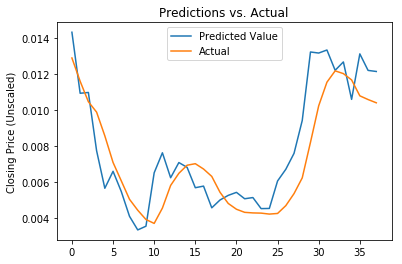 Predictions vs. Actual
Predicted Value
Actual
Closing Price (Unscaled)
0.014
0.012
0.010
0.008
0.006
0.004
0 5 10 15 20 25 30 35